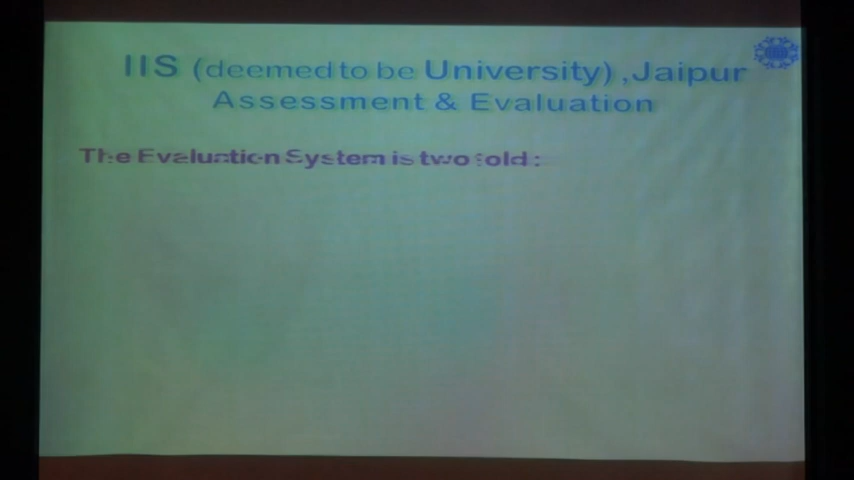 IIS (deemed to be University) , Jaipur
Assessment & Evaluation
The Evaluation System is two fold :